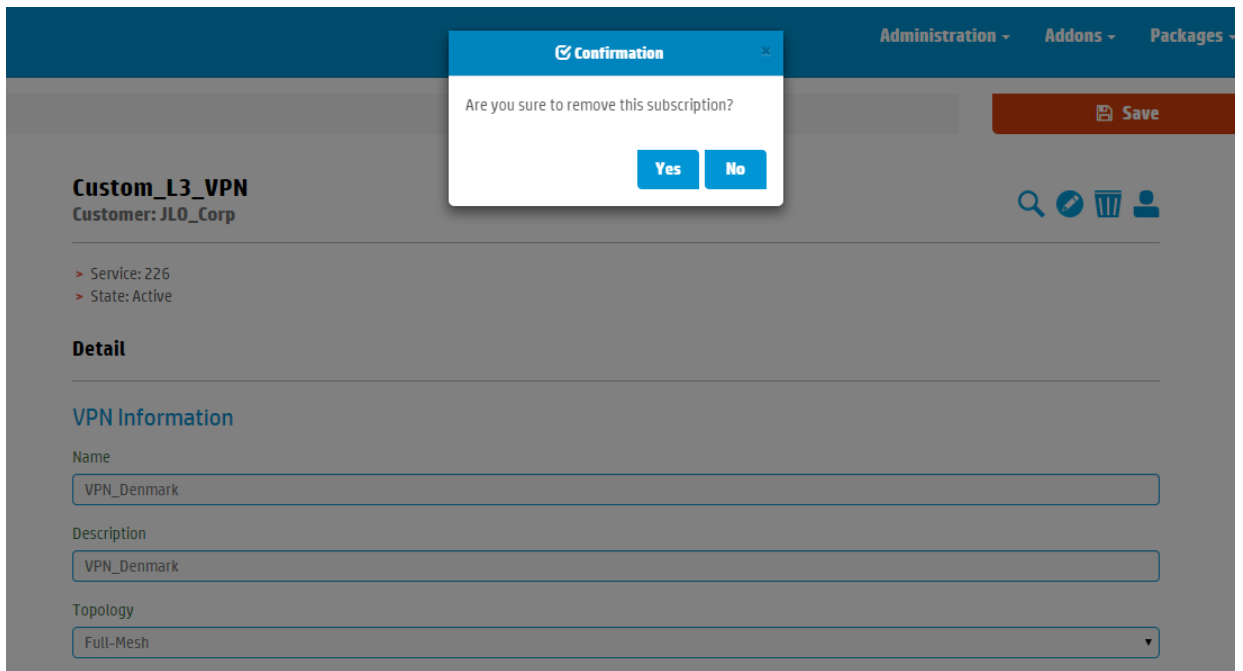 Administration
Addons
Packages
Confirmation
×
Are you sure to remove this subscription?
Yes
No
Save
Custom_L3_VPN
Customer: JLO_Corp
> Service: 226
> State: Active
Detail
VPN Information
Name
VPN_Denmark
Description
VPN_Denmark
Topology
Full-Mesh